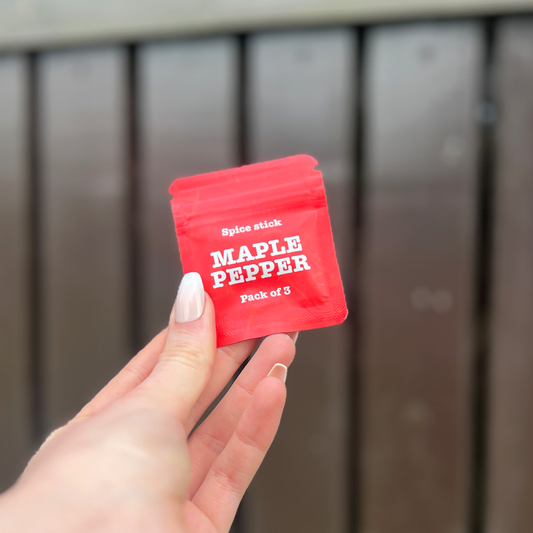 Spice stick
MAPLE
PEPPER
Pack of 3